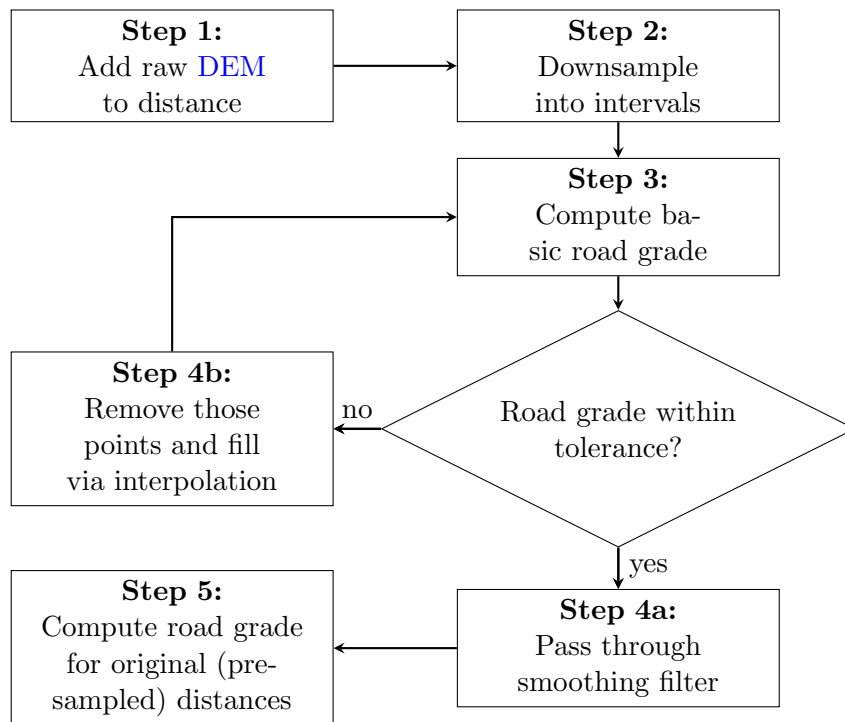 Step 1:
Add raw DEM
to distance
Step 2:
Downsample
into intervals
Step 3:
Compute ba-
sic road grade
Road grade within
tolerance?
no
Step 4b:
Remove those
points and fill
via interpolation
yes
Step 4a:
Pass through
smoothing filter
Step 5:
Compute road grade
for original (pre-
sampled) distances